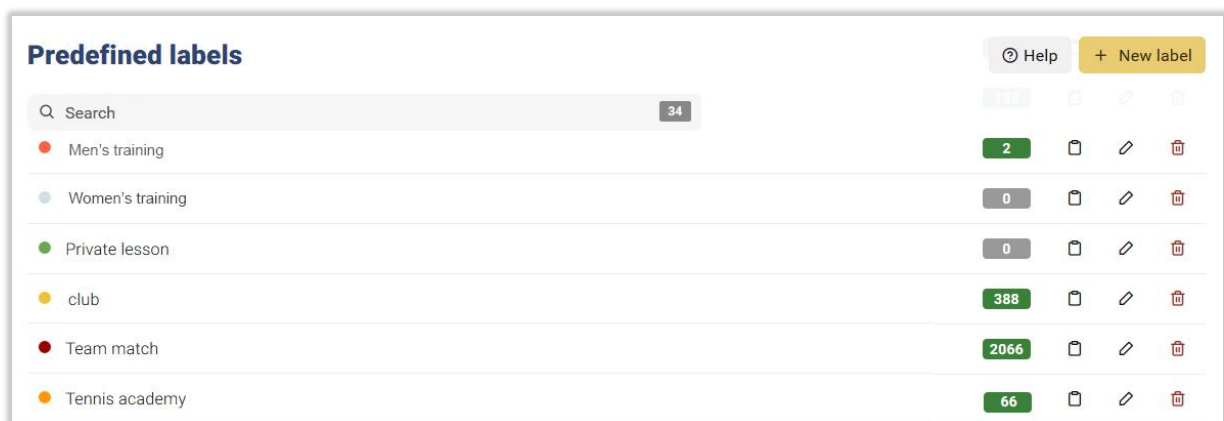 Predefined labels
Help
+ New label
Search 34
Men's training 2
Women's training 0
Private lesson 0
club 388
Team match 2066
Tennis academy 66